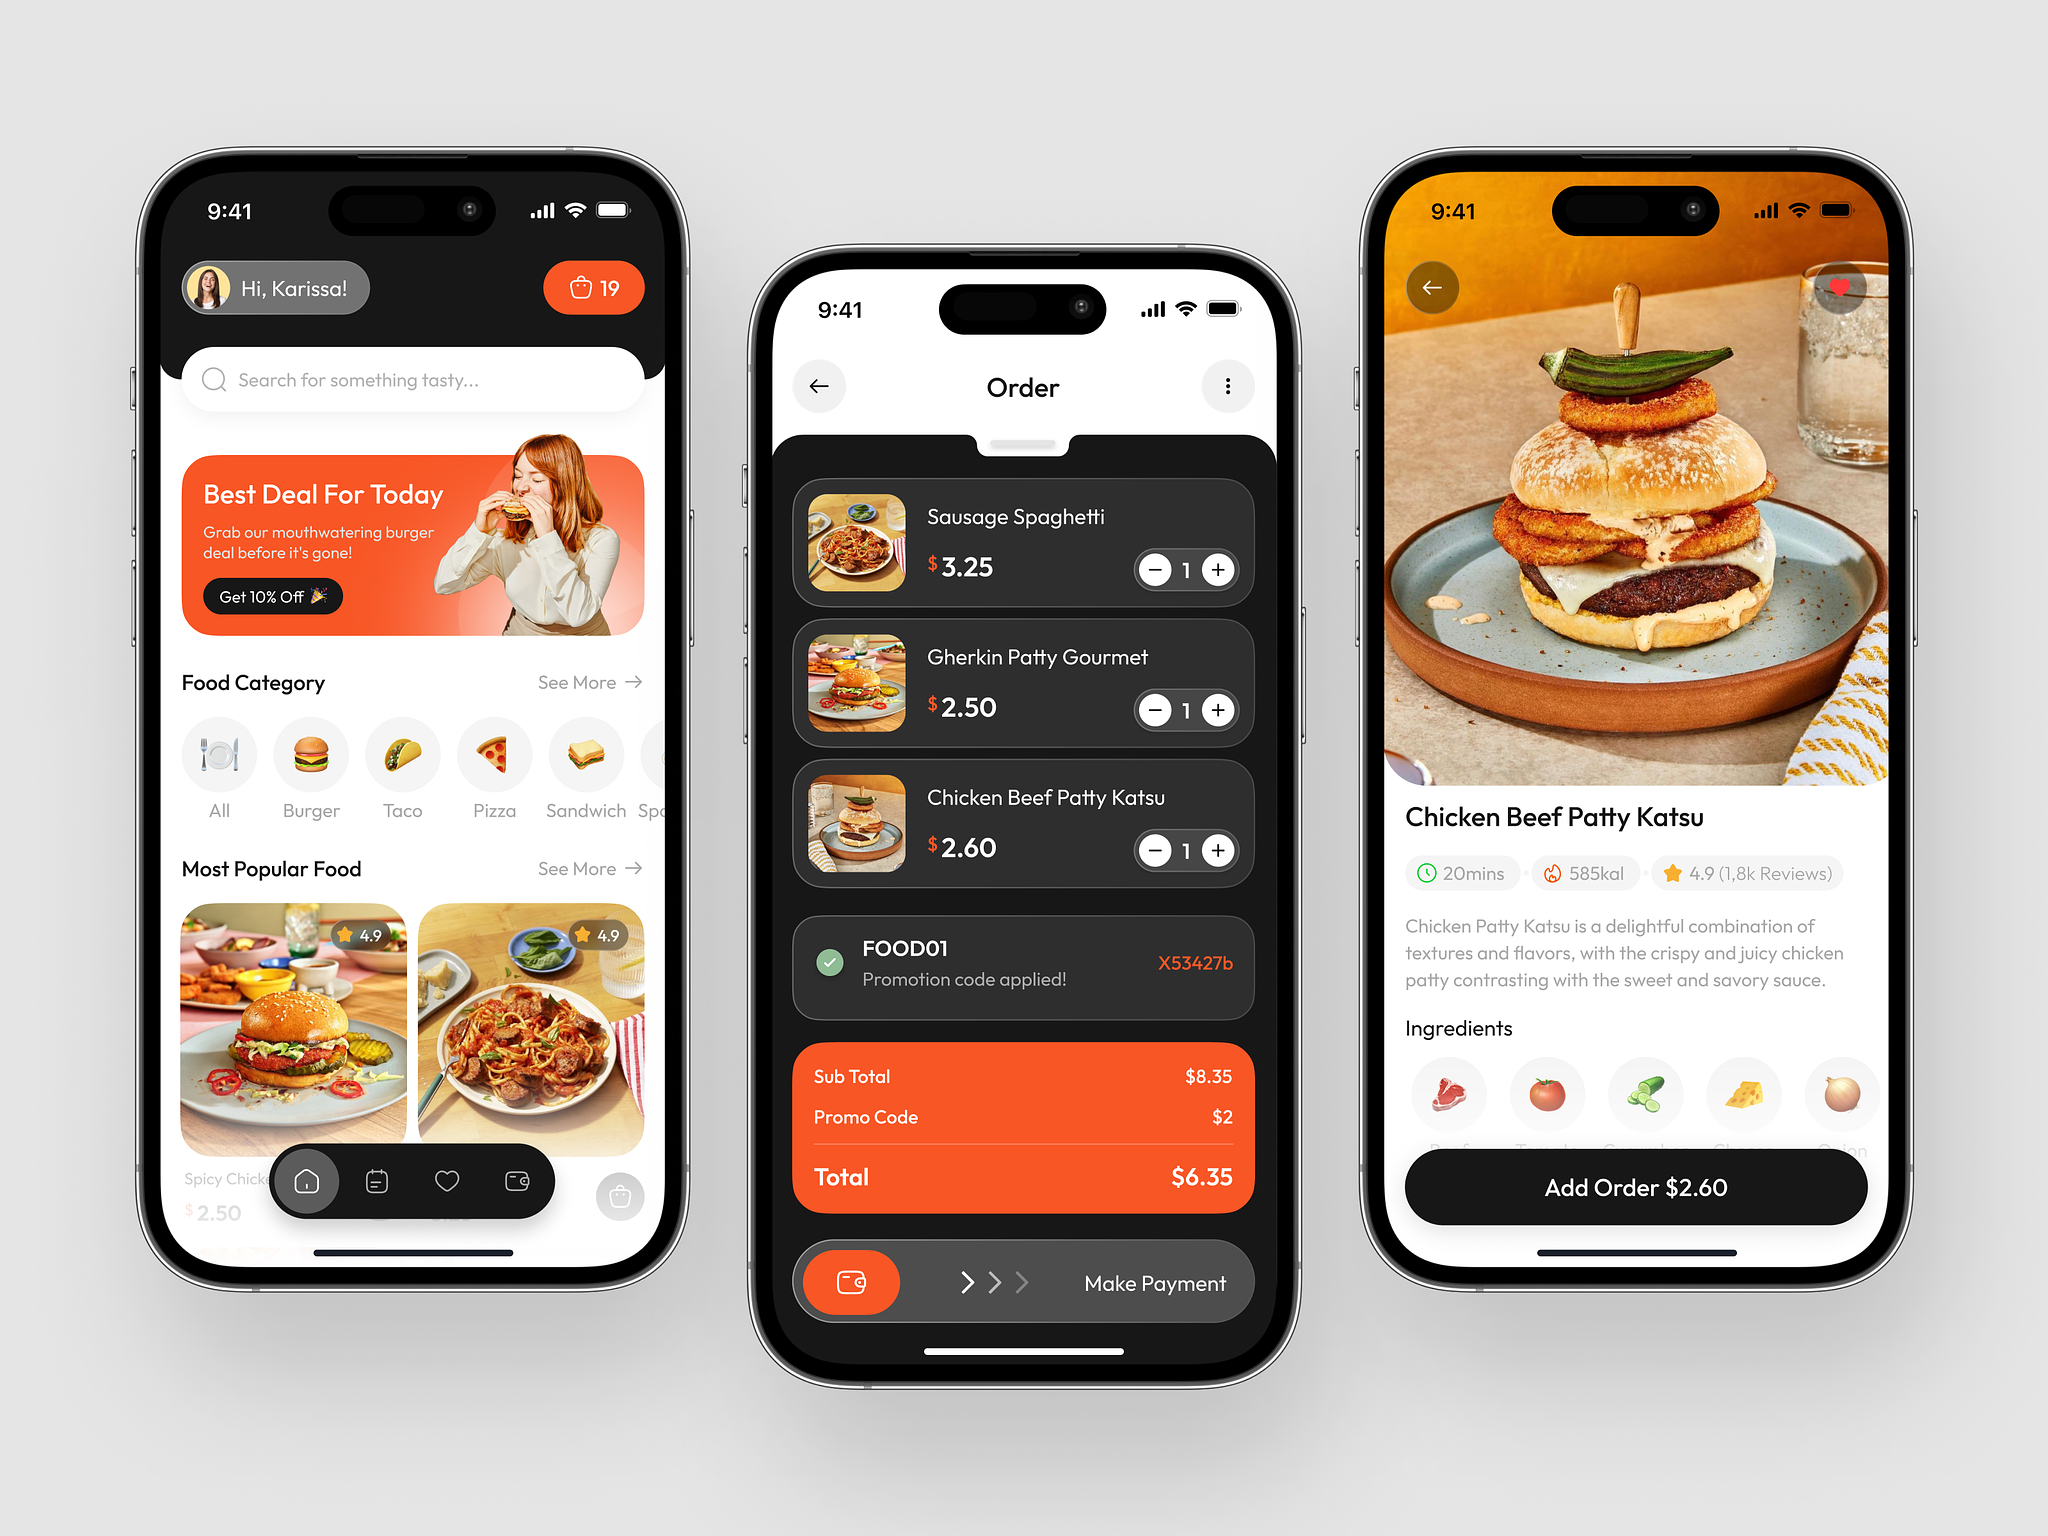 9:41
Hi, Karissa!
19
Search for something tasty...
Best Deal For Today
Grab our mouthwatering burger
deal before it's gone!
Get 10% Off 🎉
Food Category
See More →
All
Burger
Taco
Pizza
Sandwich
Spa
Most Popular Food
See More →
4.9
4.9
Spicy Chicke
$2.50
9:41
Order
Sausage Spaghetti
$3.25
1
Gherkin Patty Gourmet
$2.50
1
Chicken Beef Patty Katsu
$2.60
1
FOOD01
Promotion code applied!
X53427b
Sub Total
$8.35
Promo Code
$2
Total
$6.35
Make Payment
9:41
Chicken Beef Patty Katsu
20mins
585kal
4.9 (1,8k Reviews)
Chicken Patty Katsu is a delightful combination of
textures and flavors, with the crispy and juicy chicken
patty contrasting with the sweet and savory sauce.
Ingredients
Add Order $2.60